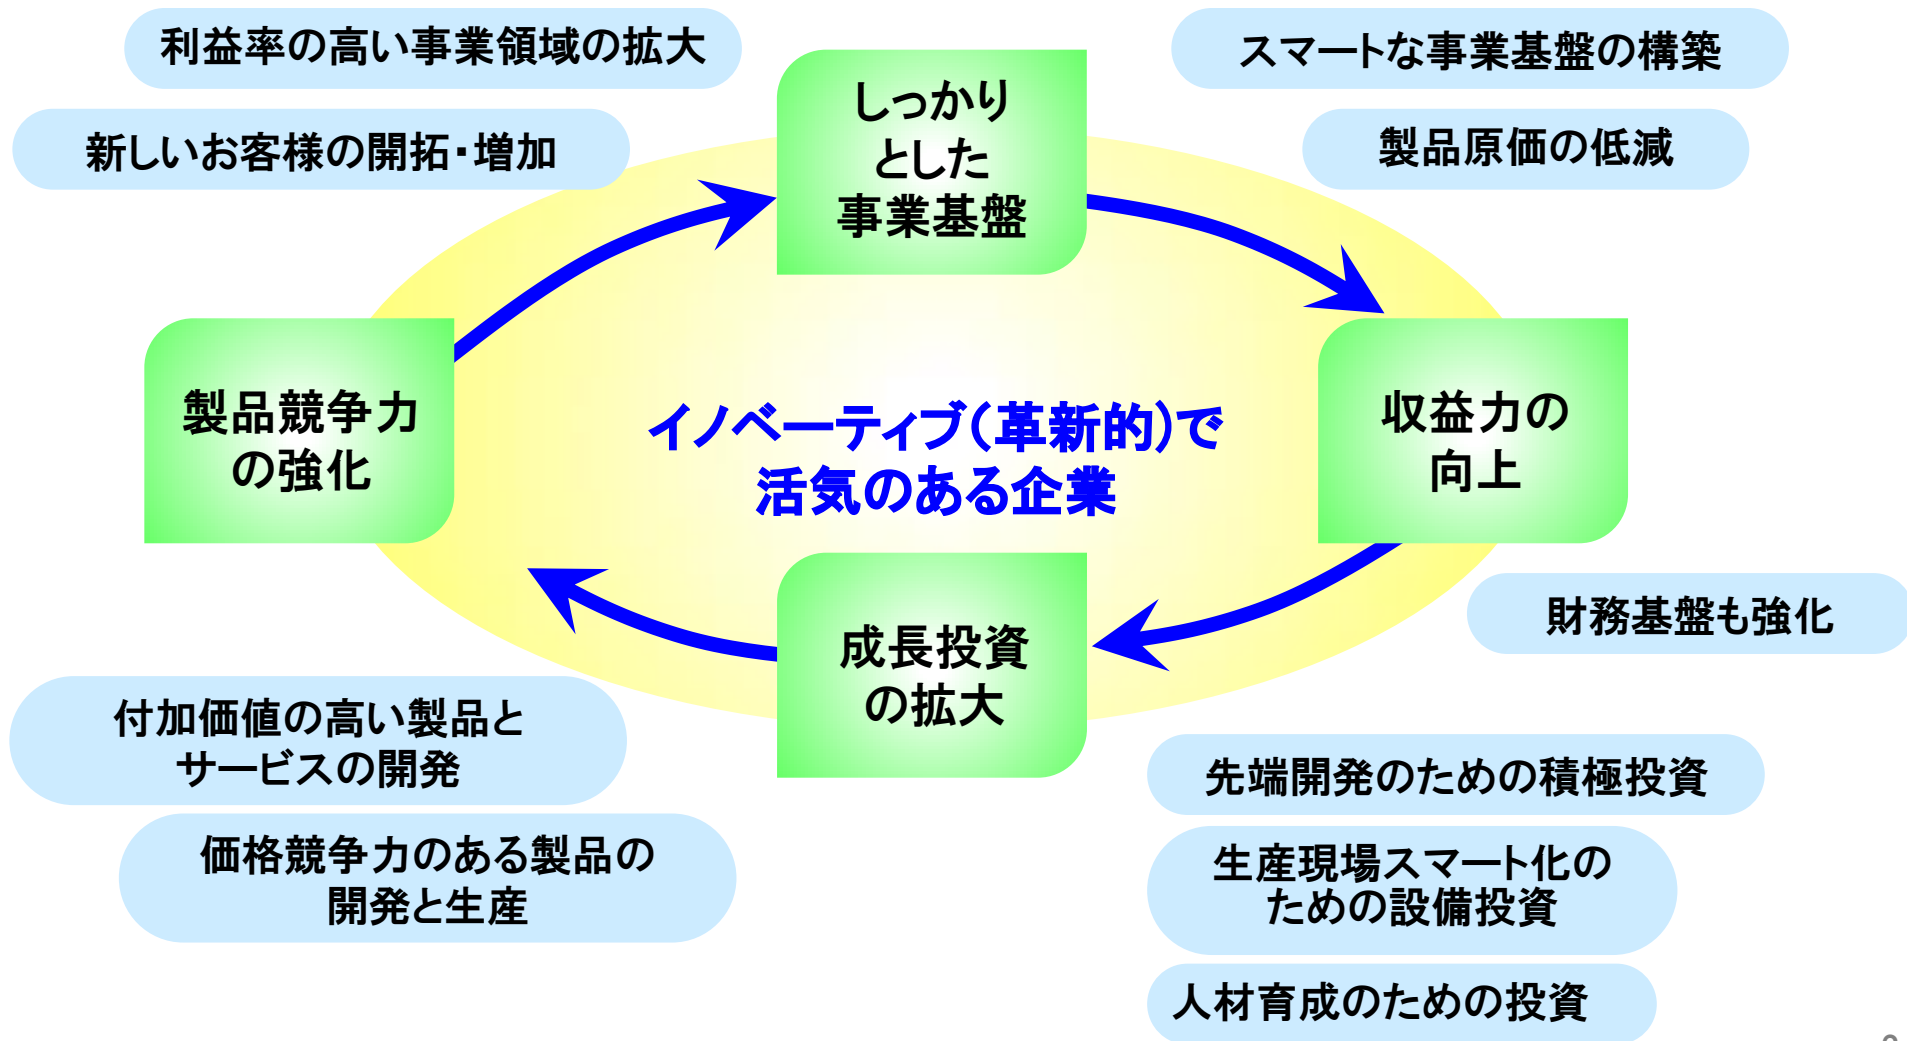 利益率の高い事業領域の拡大
新しいお客様の開拓・増加
スマートな事業基盤の構築
製品原価の低減
しっかり
とした
事業基盤
製品競争力
の強化
イノベーティブ(革新的)で
活気のある企業
収益力の
向上
財務基盤も強化
成長投資
の拡大
付加価値の高い製品と
サービスの開発
価格競争力のある製品の
開発と生産
先端開発のための積極投資
生産現場スマート化の
ための設備投資
人材育成のための投資